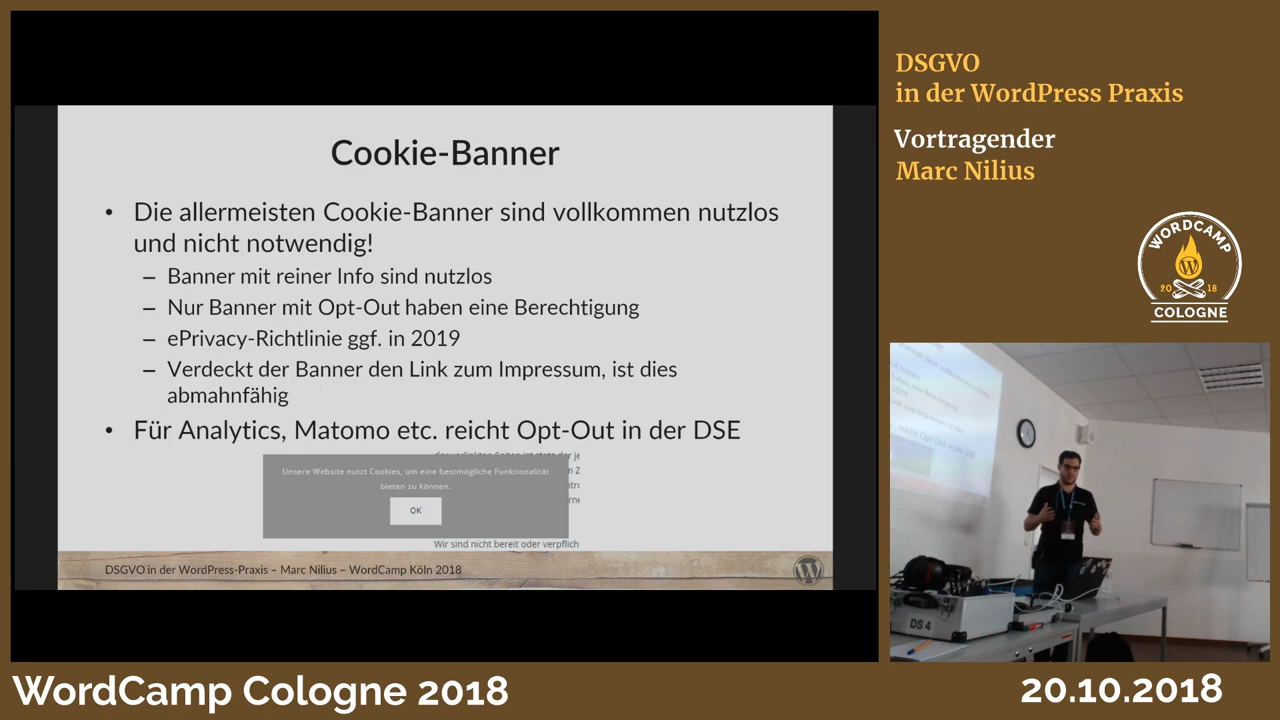 Cookie-Banner
• Die allermeisten Cookie-Banner sind vollkommen nutzlos
und nicht notwendig!
– Banner mit reiner Info sind nutzlos
– Nur Banner mit Opt-Out haben eine Berechtigung
– ePrivacy-Richtlinie ggf. in 2019
– Verdeckt der Banner den Link zum Impressum, ist dies
abmahnfähig
• Für Analytics, Matomo etc. reicht Opt-Out in der DSE
Unsere Website nutzt Cookies, um eine bestmögliche Funktionalität
bieten zu können.
OK
Wir sind nicht bereit oder verpflich
DSGVO in der WordPress-Praxis – Marc Nilius – WordCamp Köln 2018
DSGVO
in der WordPress Praxis
Vortragender
Marc Nilius
WORDCAMP
20 18
COLOGNE
DS 4
WordCamp Cologne 2018
20.10.2018